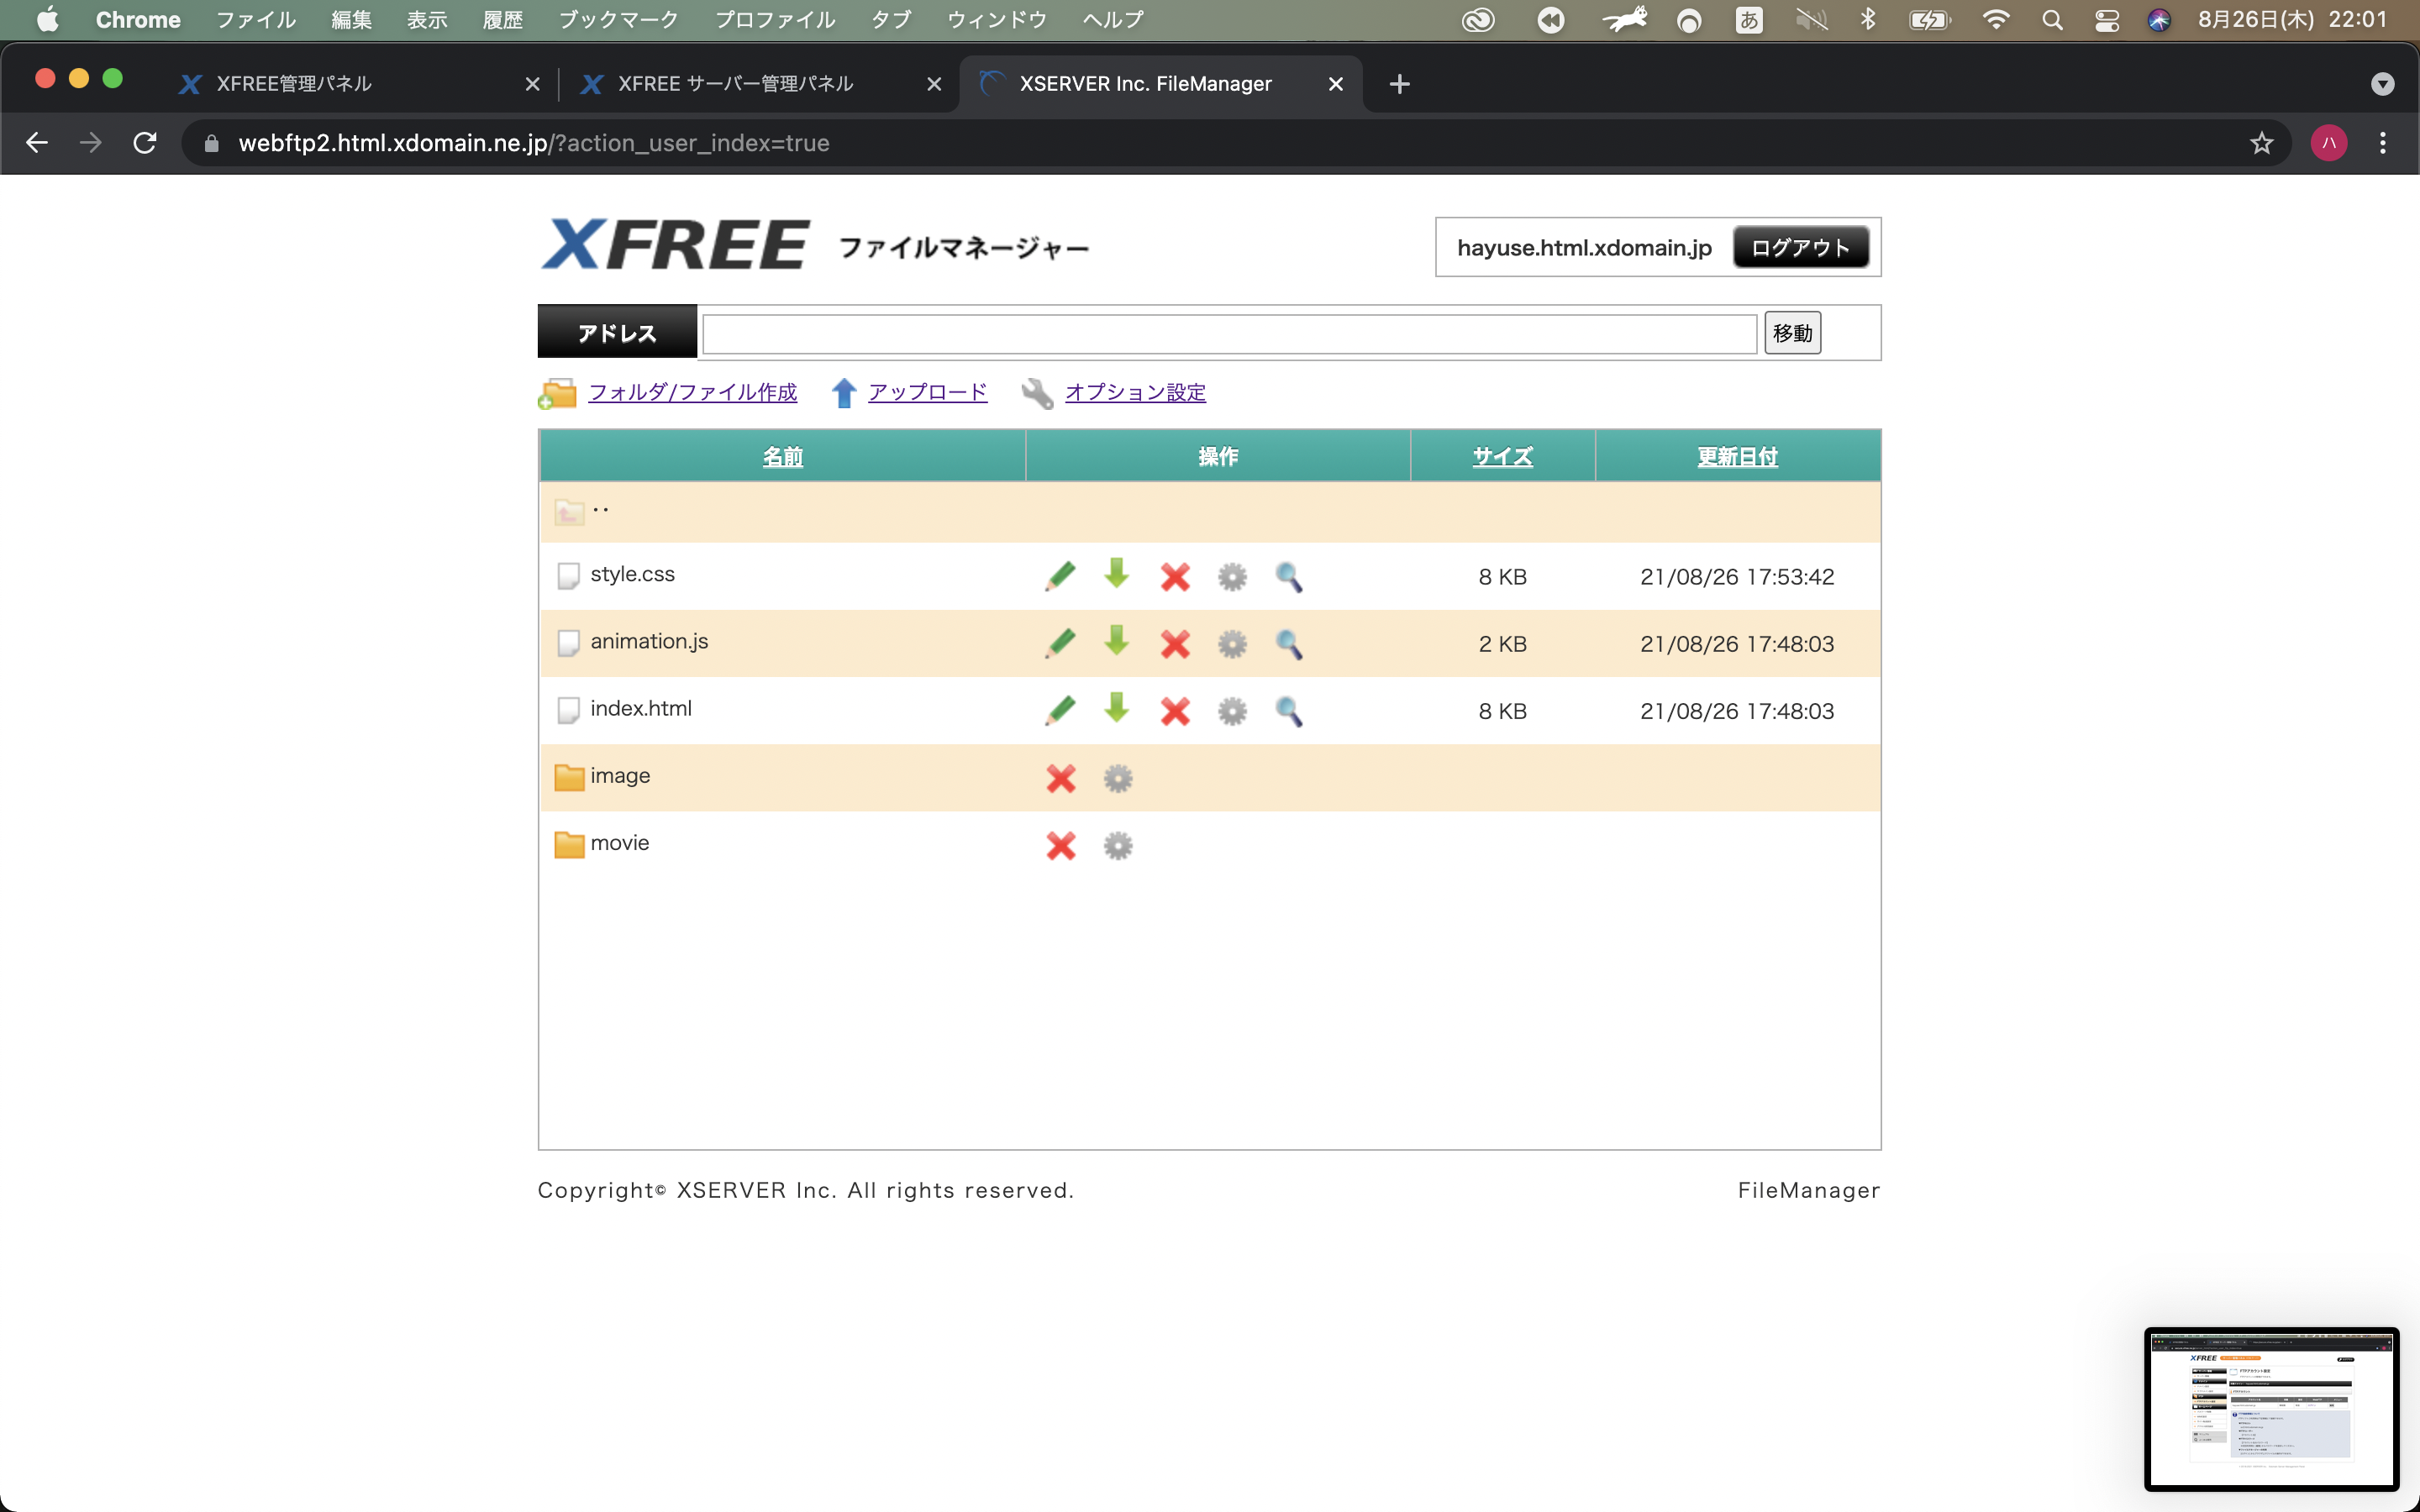 Chrome ファイル 編集 表示 履歴 ブックマーク プロファイル タブ ウィンドウ ヘルプ あ 8月26日(木) 22:01
XFREE管理パネル XFREE サーバー管理パネル XSERVER Inc. FileManager
webftp2.html.xdomain.ne.jp/?action_user_index=true ハ
XFREE ファイルマネージャー hayuse.html.xdomain.jp ログアウト
アドレス 移動
フォルダ/ファイル作成 アップロード オプション設定
名前 操作 サイズ 更新日付
..
style.css 8 KB 21/08/26 17:53:42
animation.js 2 KB 21/08/26 17:48:03
index.html 8 KB 21/08/26 17:48:03
image
movie
Copyright© XSERVER Inc. All rights reserved. FileManager
XFREE